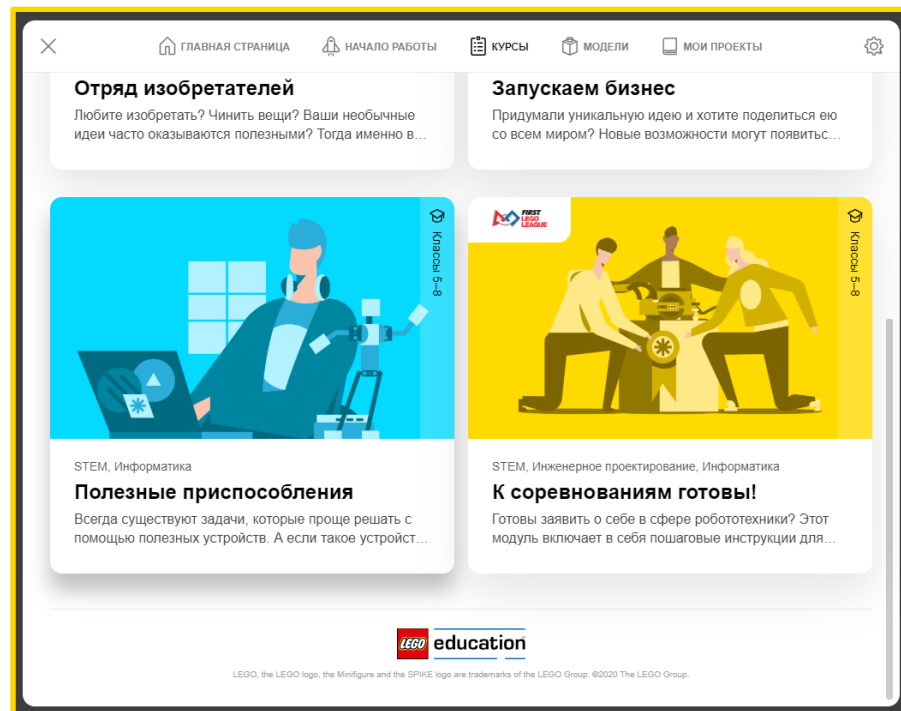 ГЛАВНАЯ СТРАНИЦА
НАЧАЛО РАБОТЫ
КУРСЫ
МОДЕЛИ
МОИ ПРОЕКТЫ
Отряд изобретателей
Любите изобретать? Чинить вещи? Ваши необычные
идеи часто оказываются полезными? Тогда именно в...
Запускаем бизнес
Придумали уникальную идею и хотите поделиться ею
со всем миром? Новые возможности могут появитьс...
Классы 5–8
FIRST
LEGO
LEAGUE
Классы 5–8
STEM, Информатика
Полезные приспособления
Всегда существуют задачи, которые проще решать с
помощью полезных устройств. А если такое устройст...
STEM, Инженерное проектирование, Информатика
К соревнованиям готовы!
Готовы заявить о себе в сфере робототехники? Этот
модуль включает в себя пошаговые инструкции для...
LEGO education
LEGO, the LEGO logo, the Minifigure and the SPIKE logo are trademarks of the LEGO Group. ©2020 The LEGO Group.